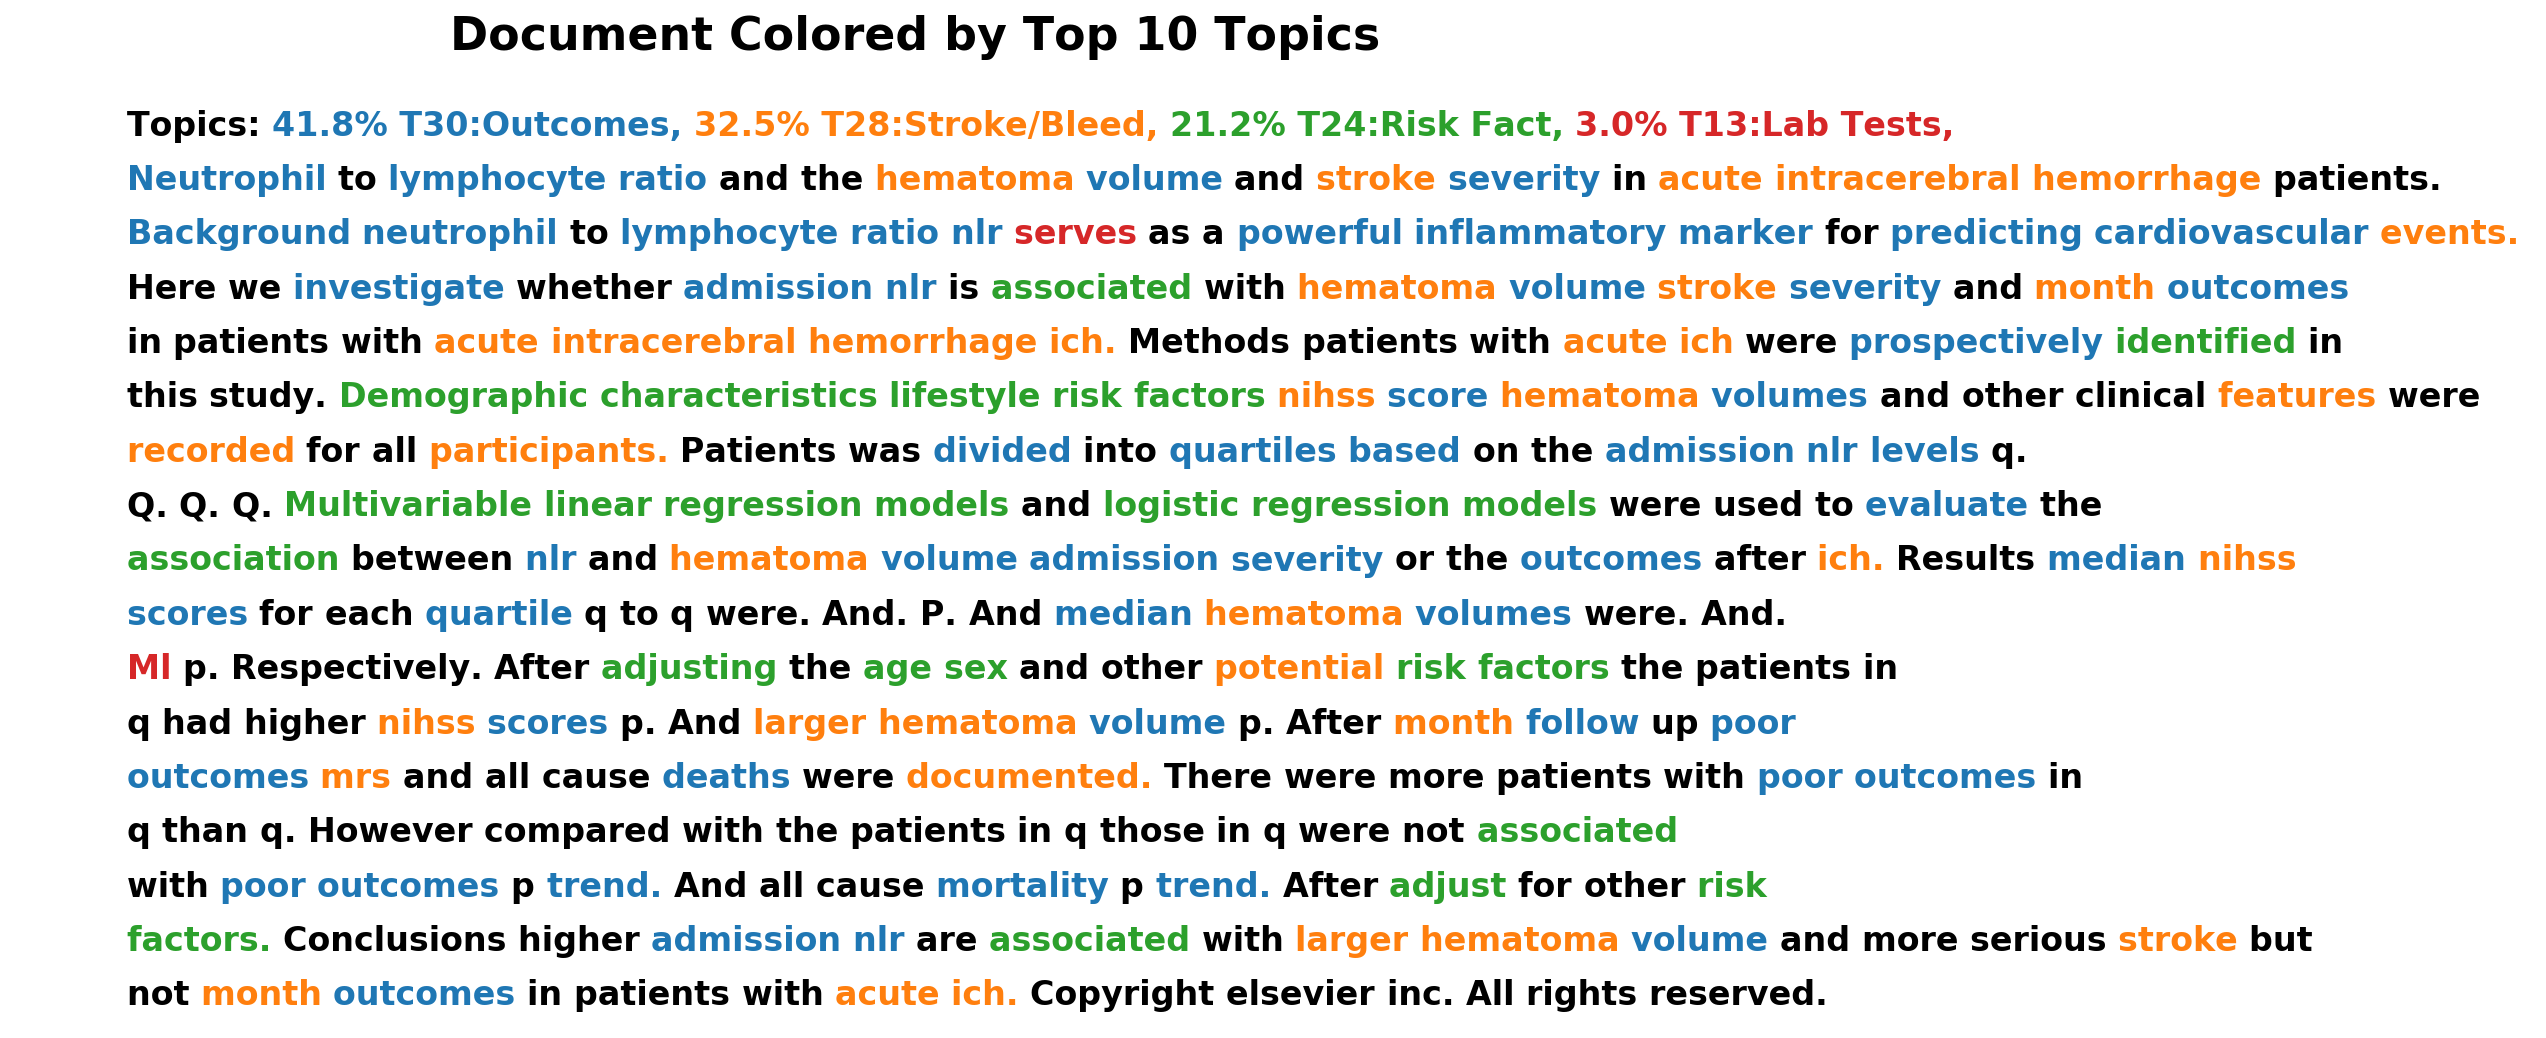 Document Colored by Top 10 Topics
Topics: 41.8% T30:Outcomes, 32.5% T28:Stroke/Bleed, 21.2% T24:Risk Fact, 3.0% T13:Lab Tests,
Neutrophil to lymphocyte ratio and the hematoma volume and stroke severity in acute intracerebral hemorrhage patients.
Background neutrophil to lymphocyte ratio nlr serves as a powerful inflammatory marker for predicting cardiovascular events.
Here we investigate whether admission nlr is associated with hematoma volume stroke severity and month outcomes
in patients with acute intracerebral hemorrhage ich. Methods patients with acute ich were prospectively identified in
this study. Demographic characteristics lifestyle risk factors nihss score hematoma volumes and other clinical features were
recorded for all participants. Patients was divided into quartiles based on the admission nlr levels q.
Q. Q. Q. Multivariable linear regression models and logistic regression models were used to evaluate the
association between nlr and hematoma volume admission severity or the outcomes after ich. Results median nihss
scores for each quartile q to q were. And. P. And median hematoma volumes were. And.
Ml p. Respectively. After adjusting the age sex and other potential risk factors the patients in
q had higher nihss scores p. And larger hematoma volume p. After month follow up poor
outcomes mrs and all cause deaths were documented. There were more patients with poor outcomes in
q than q. However compared with the patients in q those in q were not associated
with poor outcomes p trend. And all cause mortality p trend. After adjust for other risk
factors. Conclusions higher admission nlr are associated with larger hematoma volume and more serious stroke but
not month outcomes in patients with acute ich. Copyright elsevier inc. All rights reserved.